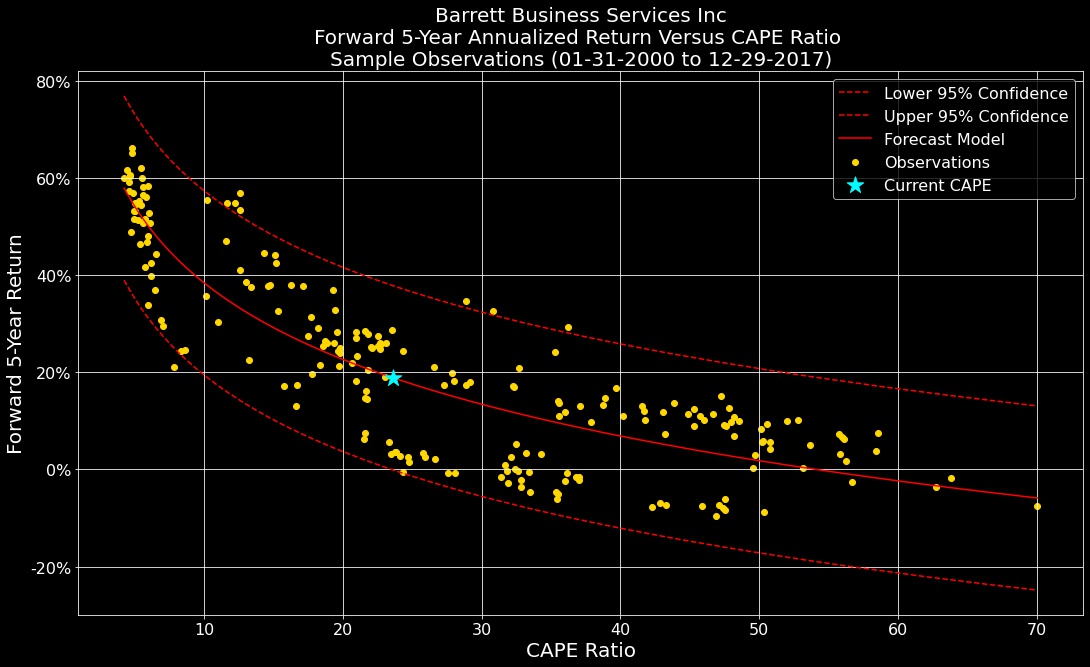 Barrett Business Services Inc
Forward 5-Year Annualized Return Versus CAPE Ratio
Sample Observations (01-31-2000 to 12-29-2017)
80%
60%
40%
20%
0%
-20%
Forward 5-Year Return
Lower 95% Confidence
Upper 95% Confidence
Forecast Model
Observations
Current CAPE
10
20
30
40
50
60
70
CAPE Ratio